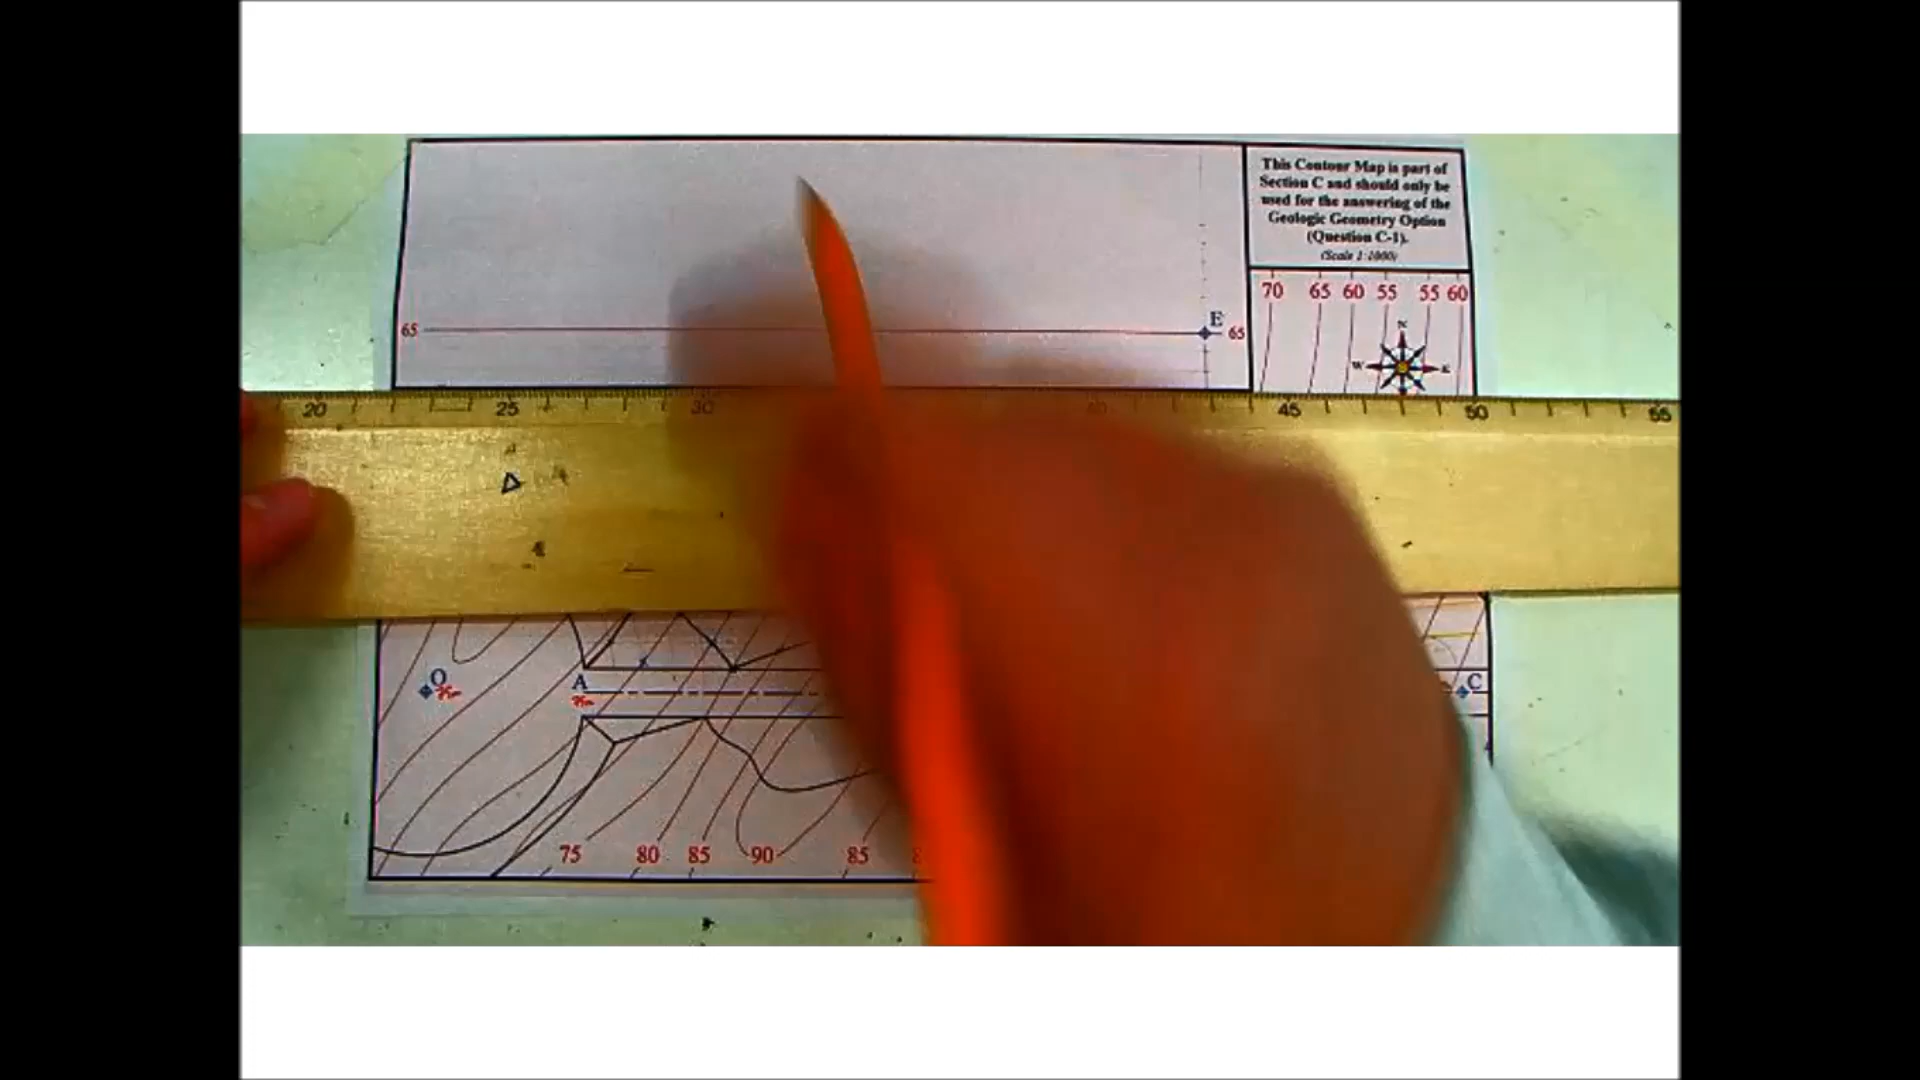 This Contour Map is part of
Section C and should only be
used for the answering of the
Geologic Geometry Option
(Question C-1).
(Scale 1:1000)
70 65 60 55 55 60
N
W E
E
65 65
20 25 30 40 45 50 55
O
75m
A
75m
C
75 80 85 90 85